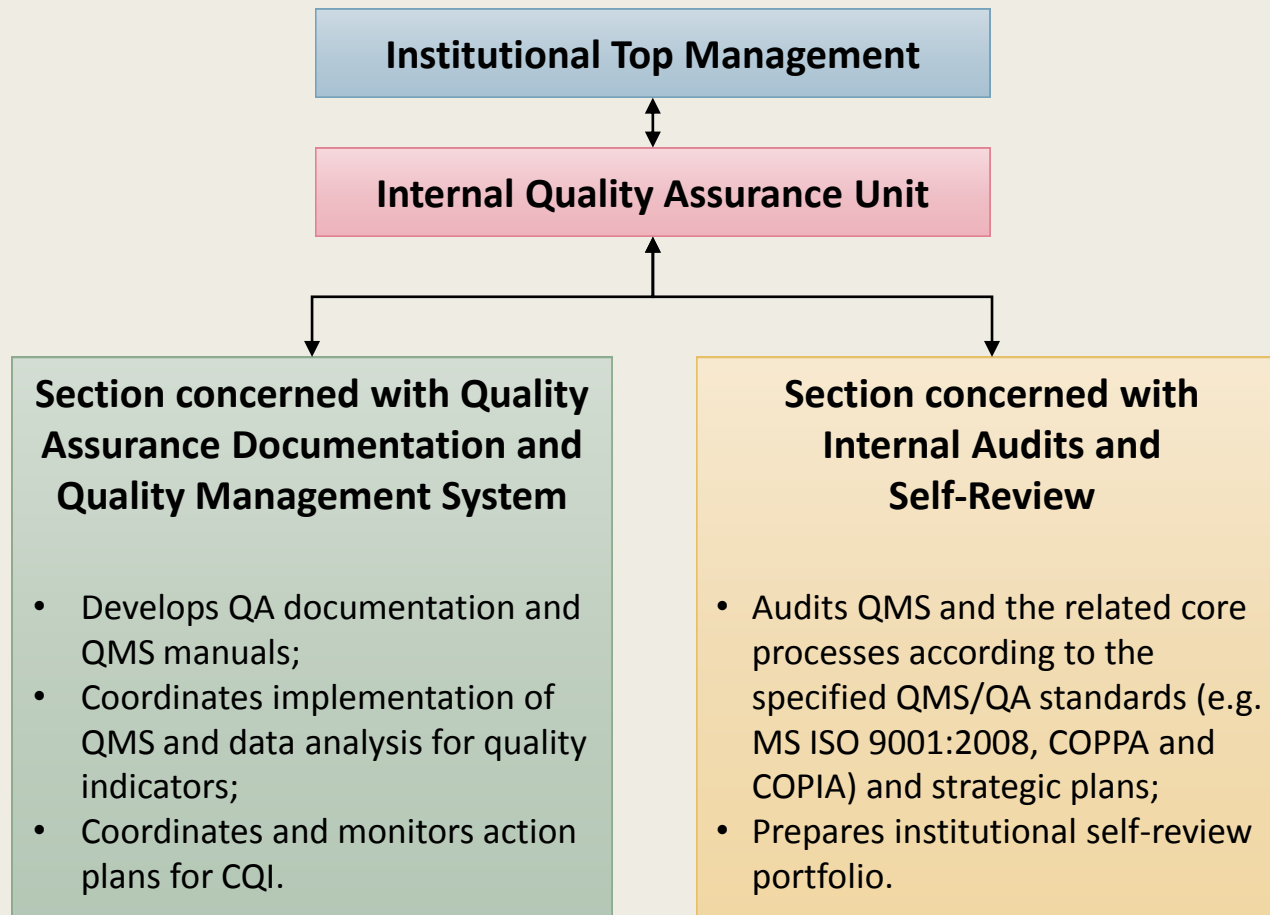 Institutional Top Management
Internal Quality Assurance Unit
Section concerned with Quality
Assurance Documentation and
Quality Management System
• Develops QA documentation and
QMS manuals;
• Coordinates implementation of
QMS and data analysis for quality
indicators;
• Coordinates and monitors action
plans for CQI.
Section concerned with
Internal Audits and
Self-Review
• Audits QMS and the related core
processes according to the
specified QMS/QA standards (e.g.
MS ISO 9001:2008, COPPA and
COPIA) and strategic plans;
• Prepares institutional self-review
portfolio.